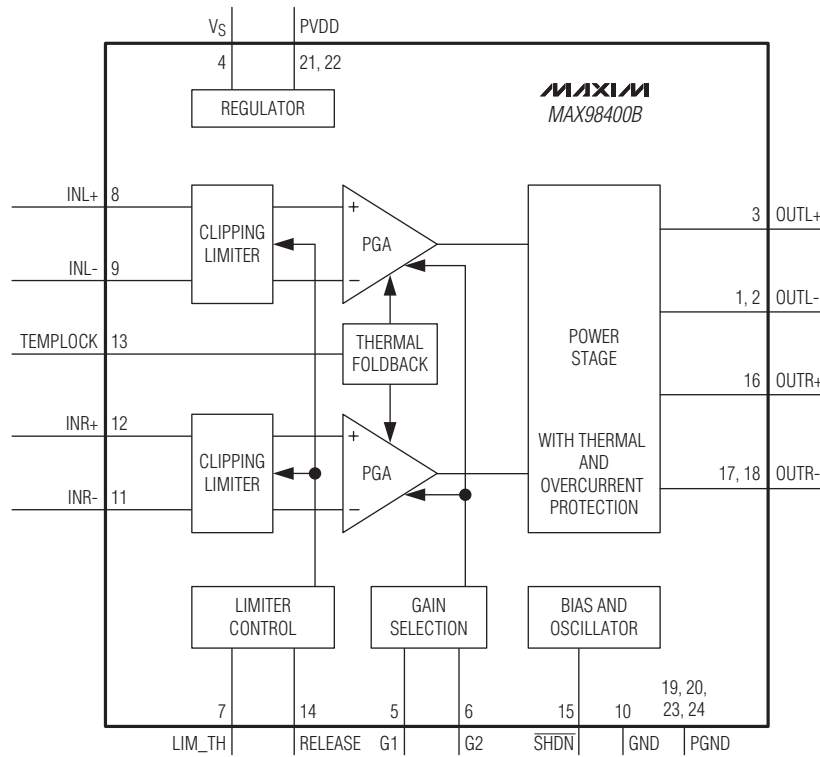 VS PVDD
4 21, 22
REGULATOR
MAXIM
MAX98400B
INL+ 8
CLIPPING
LIMITER
+
PGA
−
INL- 9
3 OUTL+
1, 2 OUTL-
TEMPLOCK 13
THERMAL
FOLDBACK
POWER
STAGE
WITH THERMAL
AND
OVERCURRENT
PROTECTION
16 OUTR+
17, 18 OUTR-
INR+ 12
CLIPPING
LIMITER
+
PGA
−
INR- 11
LIMITER
CONTROL
GAIN
SELECTION
BIAS AND
OSCILLATOR
7 14 5 6 15 10 19, 20,
23, 24
LIM_TH RELEASE G1 G2 SHDN GND PGND